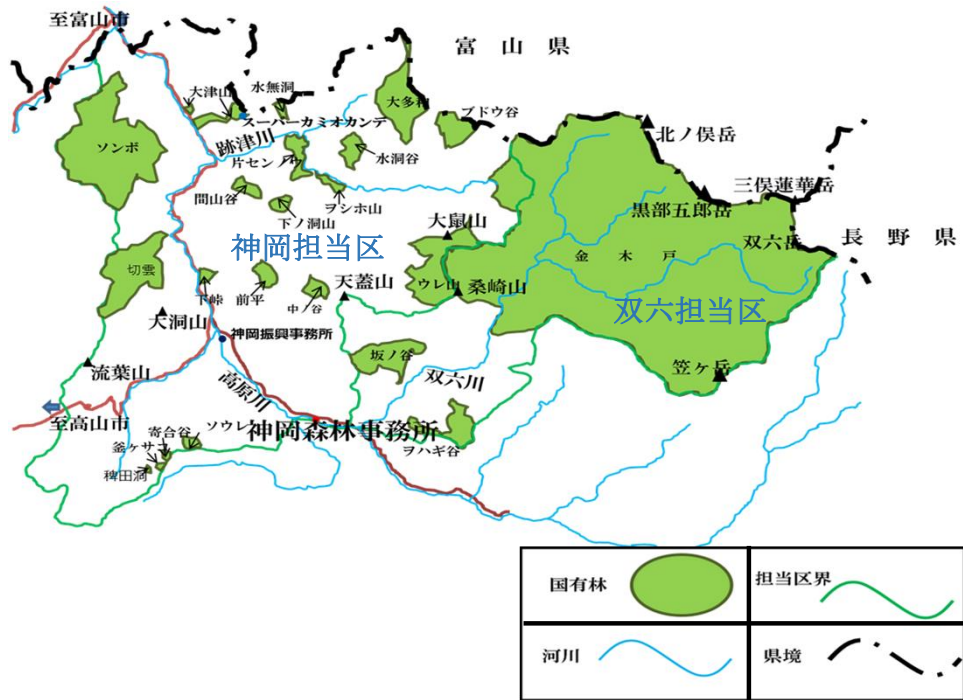 至富山市
富山県
大津山
水無洞
大多和
ブドウ谷
スーパーカミオカンデ
ソンボ
跡津川
北ノ俣岳
片センノウ
水洞谷
三俣蓮華岳
間山谷
ヲシホ山
黒部五郎岳
下ノ洞山
大鼠山
双六岳
長野県
神岡担当区
金木戸
切雲
天蓋山
ウレ山
桑崎山
下峠
前平
中ノ谷
双六担当区
大洞山
神岡振興事務所
坂ノ谷
流葉山
高原川
双六川
笠ヶ岳
至高山市
ソウレ
寄合谷
神岡森林事務所
釜ヶサコ
ヲハギ谷
稗田洞
国有林
担当区界
河川
県境